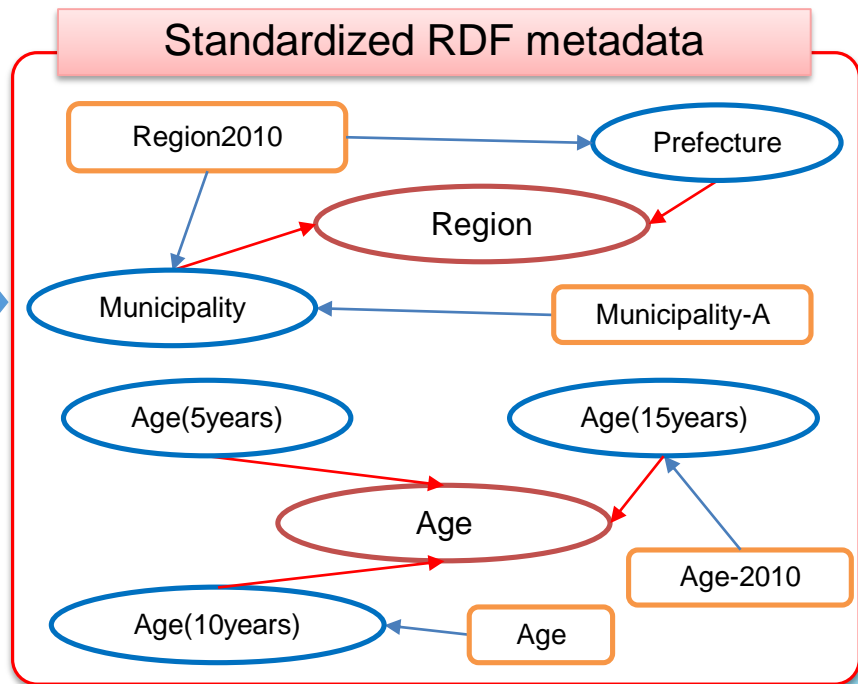 Standardized RDF metadata
Region2010
Prefecture
Region
Municipality
Municipality-A
Age(5years)
Age(15years)
Age
Age-2010
Age(10years)
Age